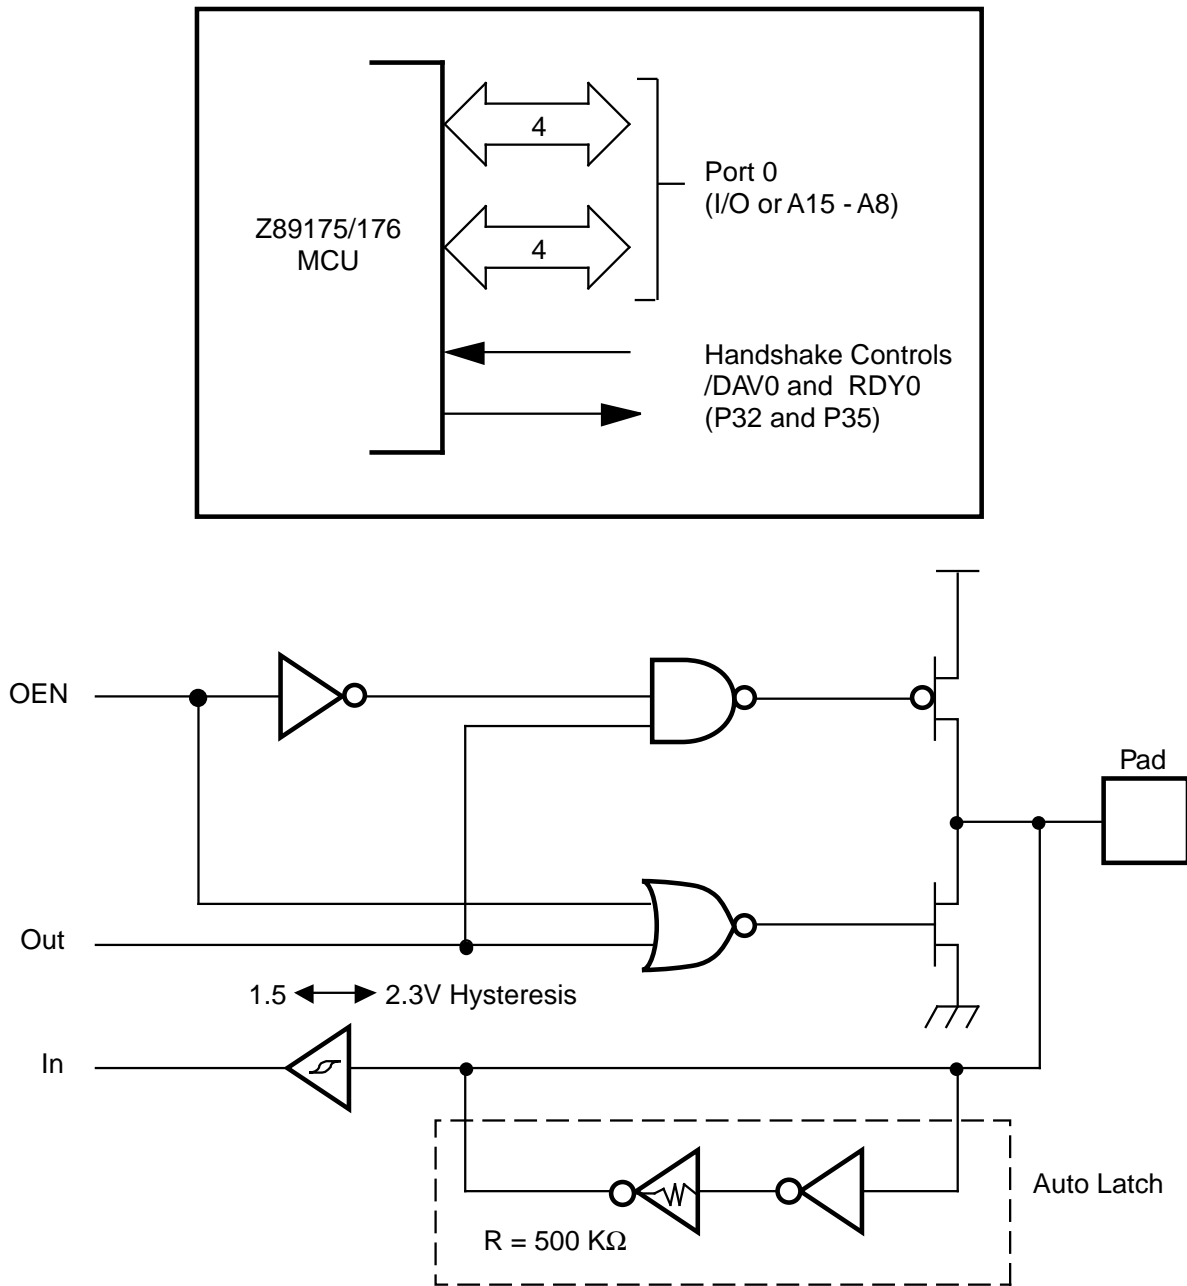 4
Port 0
(I/O or A15 - A8)
Z89175/176
MCU
4
Handshake Controls
/DAV0 and RDY0
(P32 and P35)
OEN
Pad
Out
1.5 2.3V Hysteresis
In
Auto Latch
R = 500 KΩ